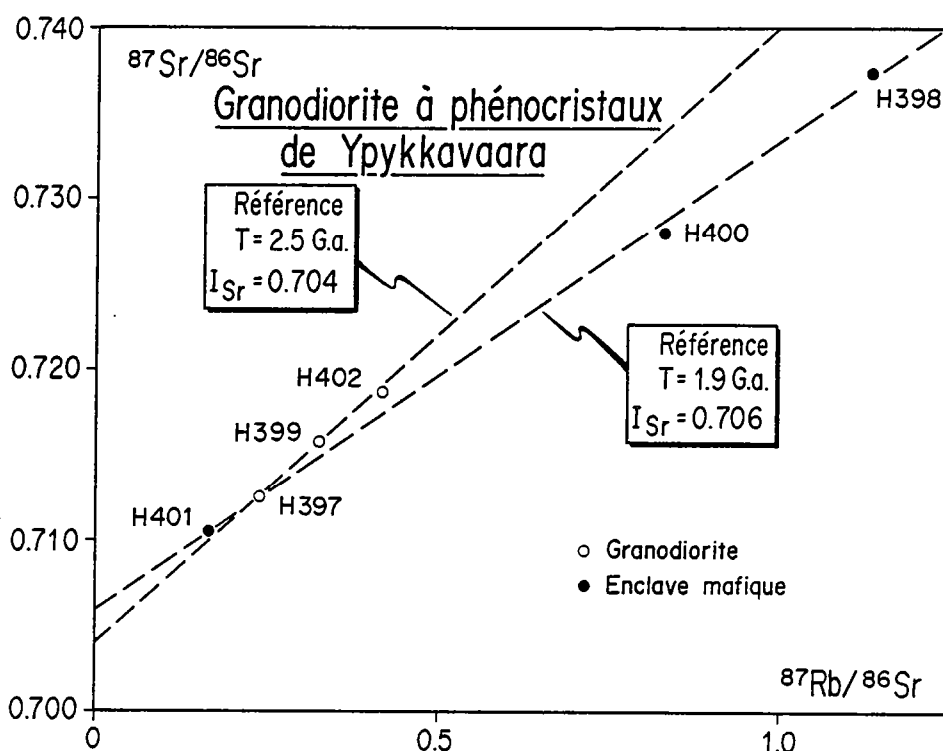 0.740
87Sr/86Sr
Granodiorite à phénocristaux
de Ypykkavaara
H398
0.730
Référence
T=2.5 G.a.
ISr=0.704
H400
0.720
H402
Référence
T=1.9 G.a.
ISr=0.706
H399
H401
H397
0.710
○ Granodiorite
● Enclave mafique
87Rb/86Sr
0.700
0
0.5
1.0